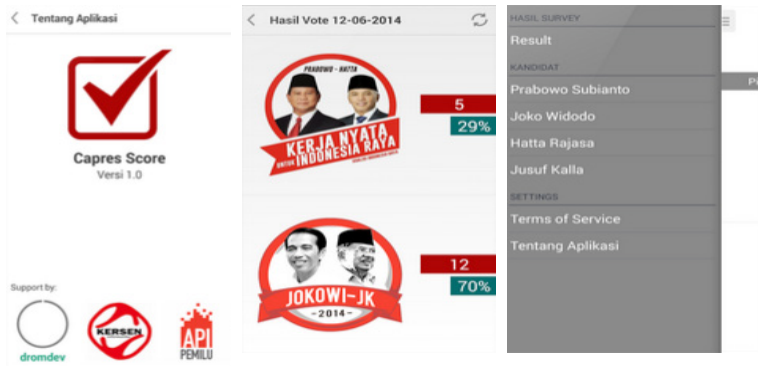 Tentang Aplikasi
Capres Score
Versi 1.0
Support by:
dromdev
KERSEN
API
PEMILU
Hasil Vote 12-06-2014
PRABOWO - HATTA
KERJA NYATA
UNTUK INDONESIA RAYA
5
29%
JOKOWI-JK
-2014-
12
70%
HASIL SURVEY
Result
KANDIDAT
Prabowo Subianto
Joko Widodo
Hatta Rajasa
Jusuf Kalla
SETTINGS
Terms of Service
Tentang Aplikasi